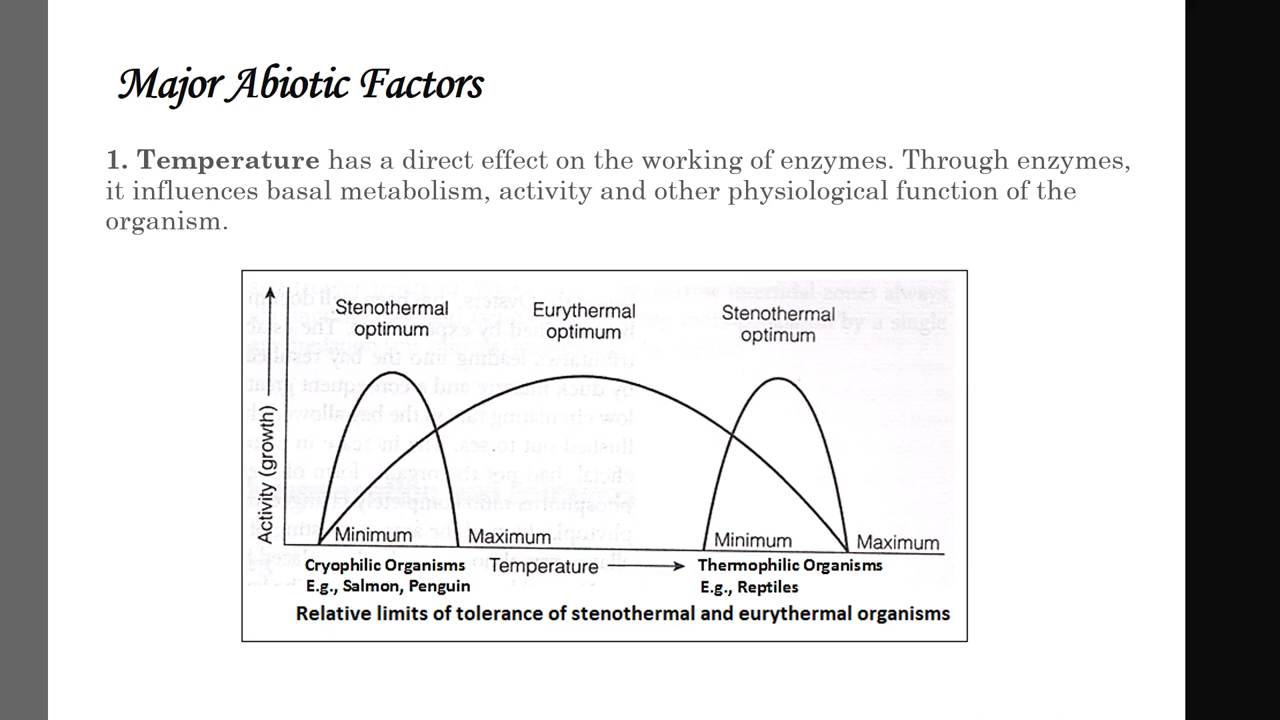 Major Abiotic Factors
1. Temperature has a direct effect on the working of enzymes. Through enzymes,
it influences basal metabolism, activity and other physiological function of the
organism.
Stenothermal
optimum
Eurythermal
optimum
Stenothermal
optimum
Activity (growth)
Minimum
Maximum
Minimum
Maximum
Cryophilic Organisms
E.g., Salmon, Penguin
Temperature
Thermophilic Organisms
E.g., Reptiles
Relative limits of tolerance of stenothermal and eurythermal organisms